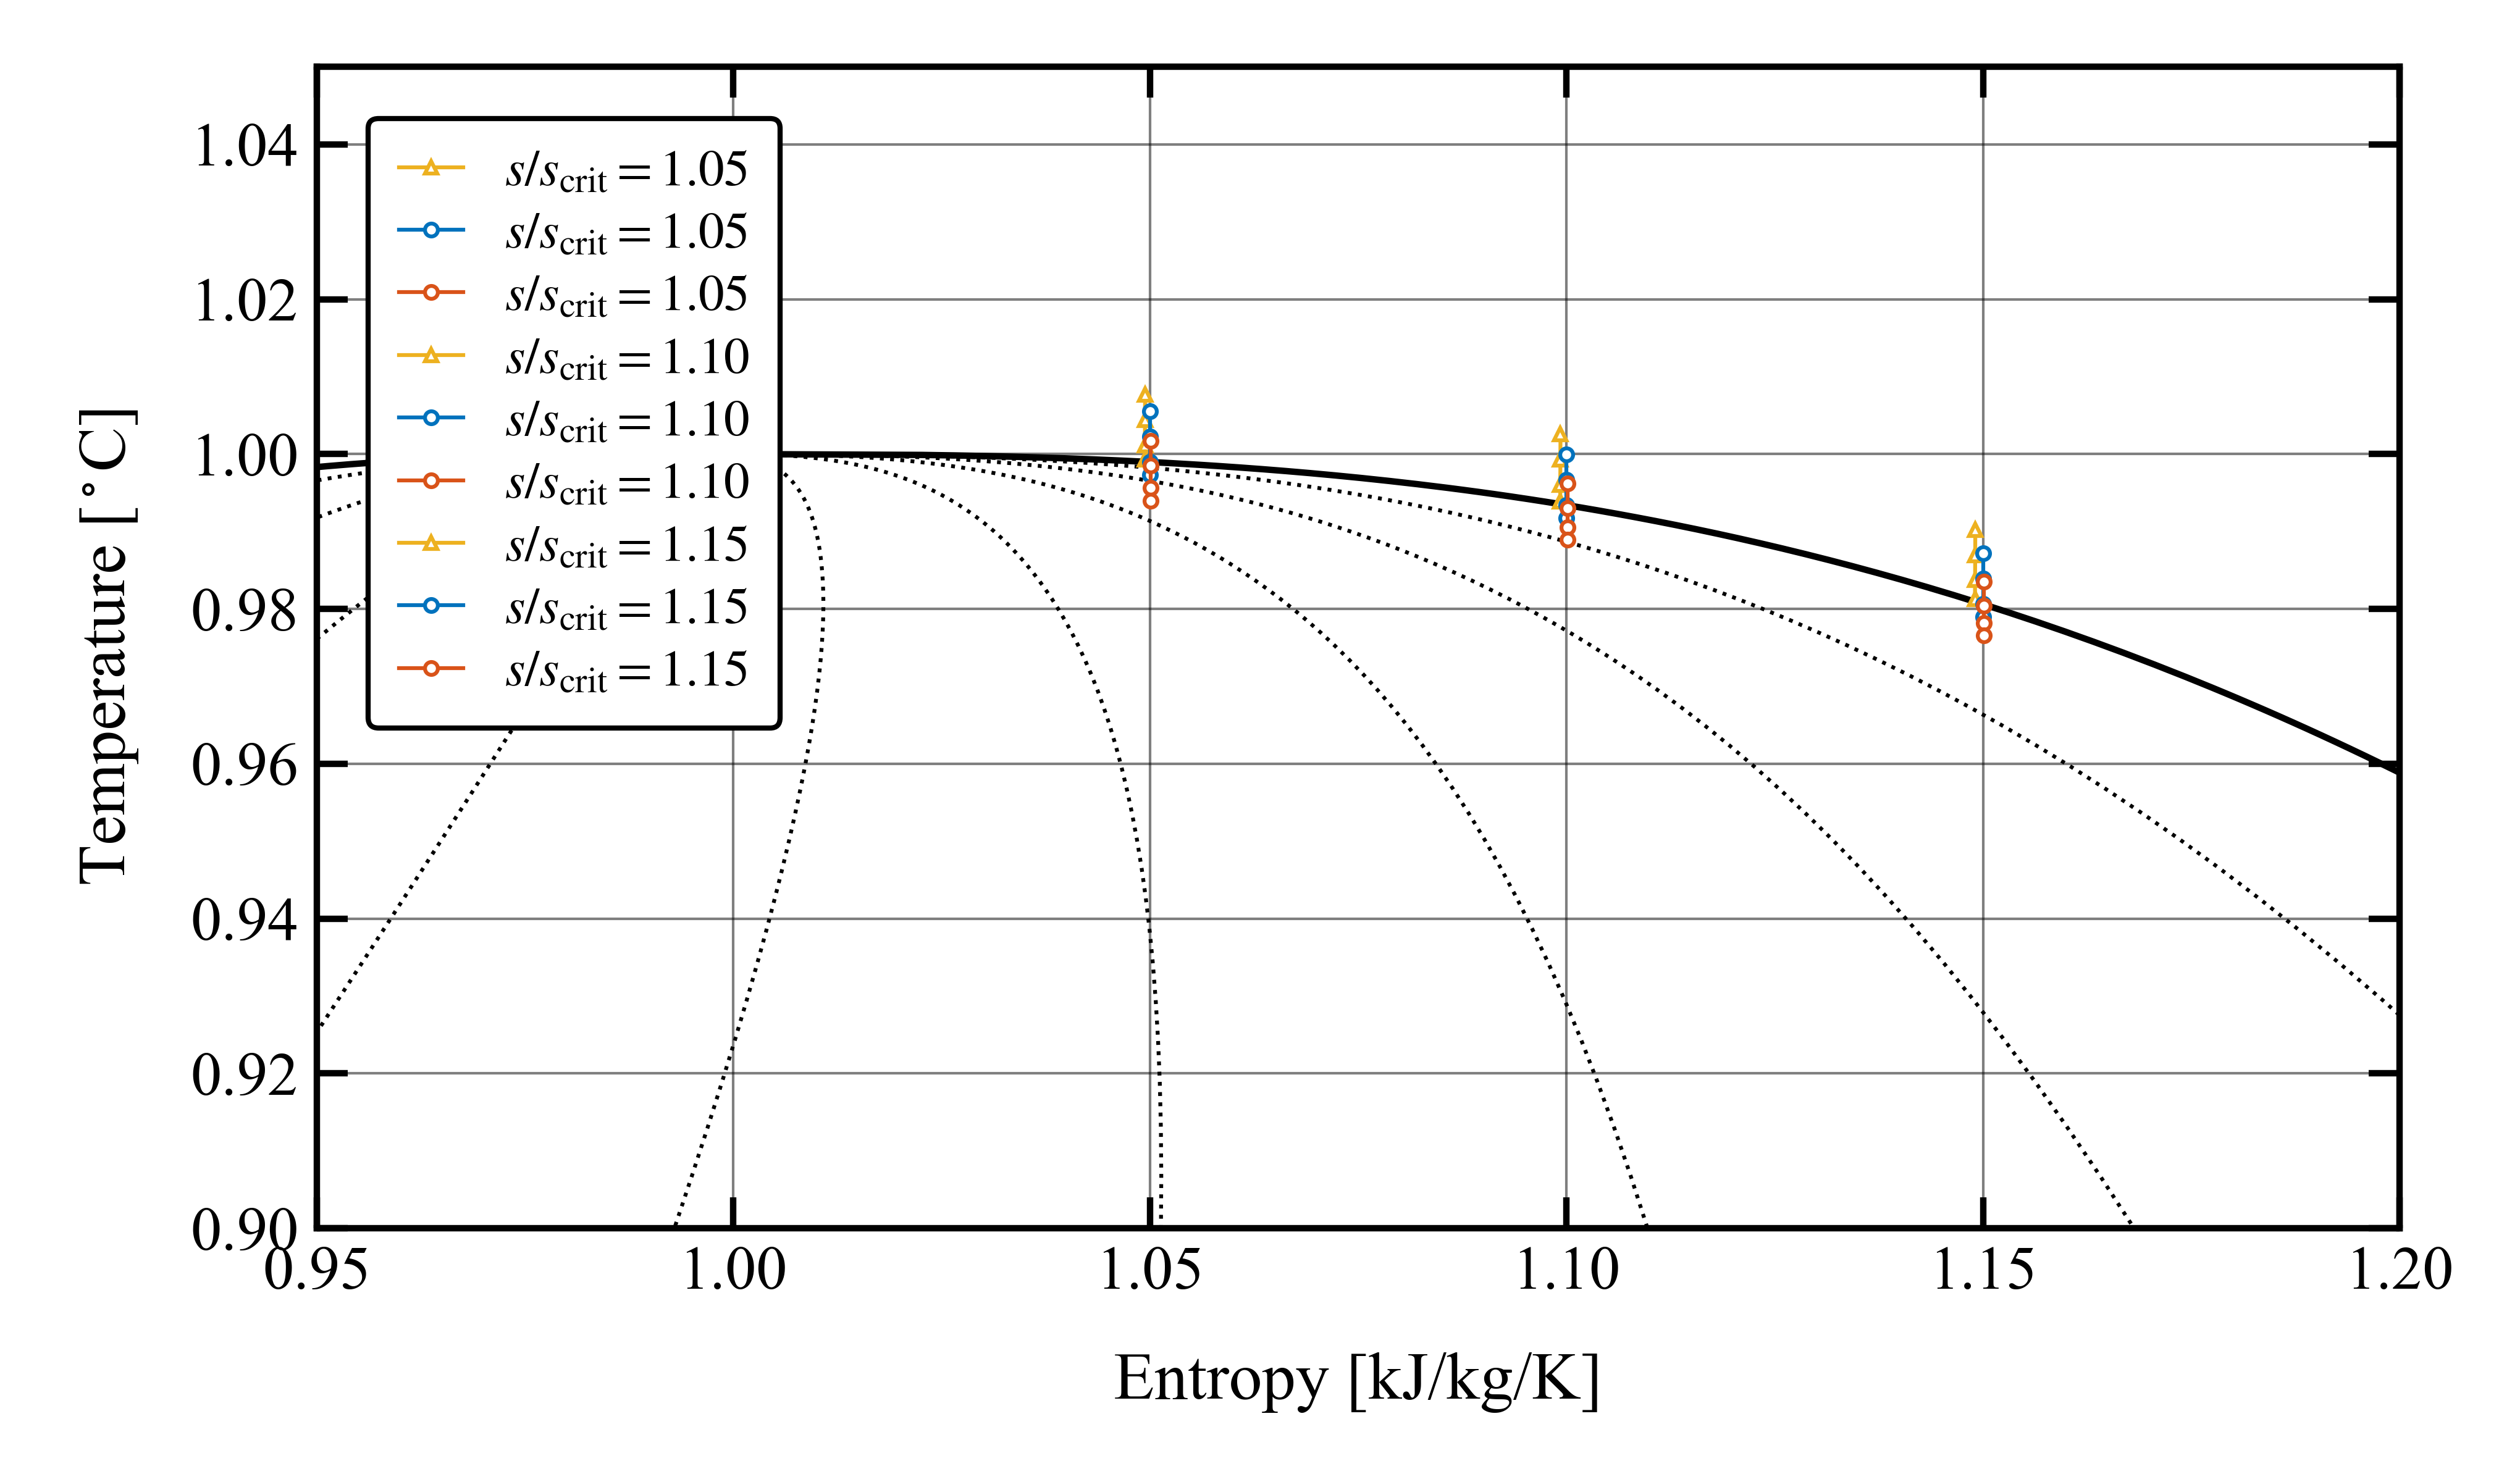 1.04
1.02
1.00
0.98
0.96
0.94
0.92
0.90
Temperature [°C]
s/s_crit = 1.05
s/s_crit = 1.05
s/s_crit = 1.05
s/s_crit = 1.10
s/s_crit = 1.10
s/s_crit = 1.10
s/s_crit = 1.15
s/s_crit = 1.15
s/s_crit = 1.15
0.95 1.00 1.05 1.10 1.15 1.20
Entropy [kJ/kg/K]